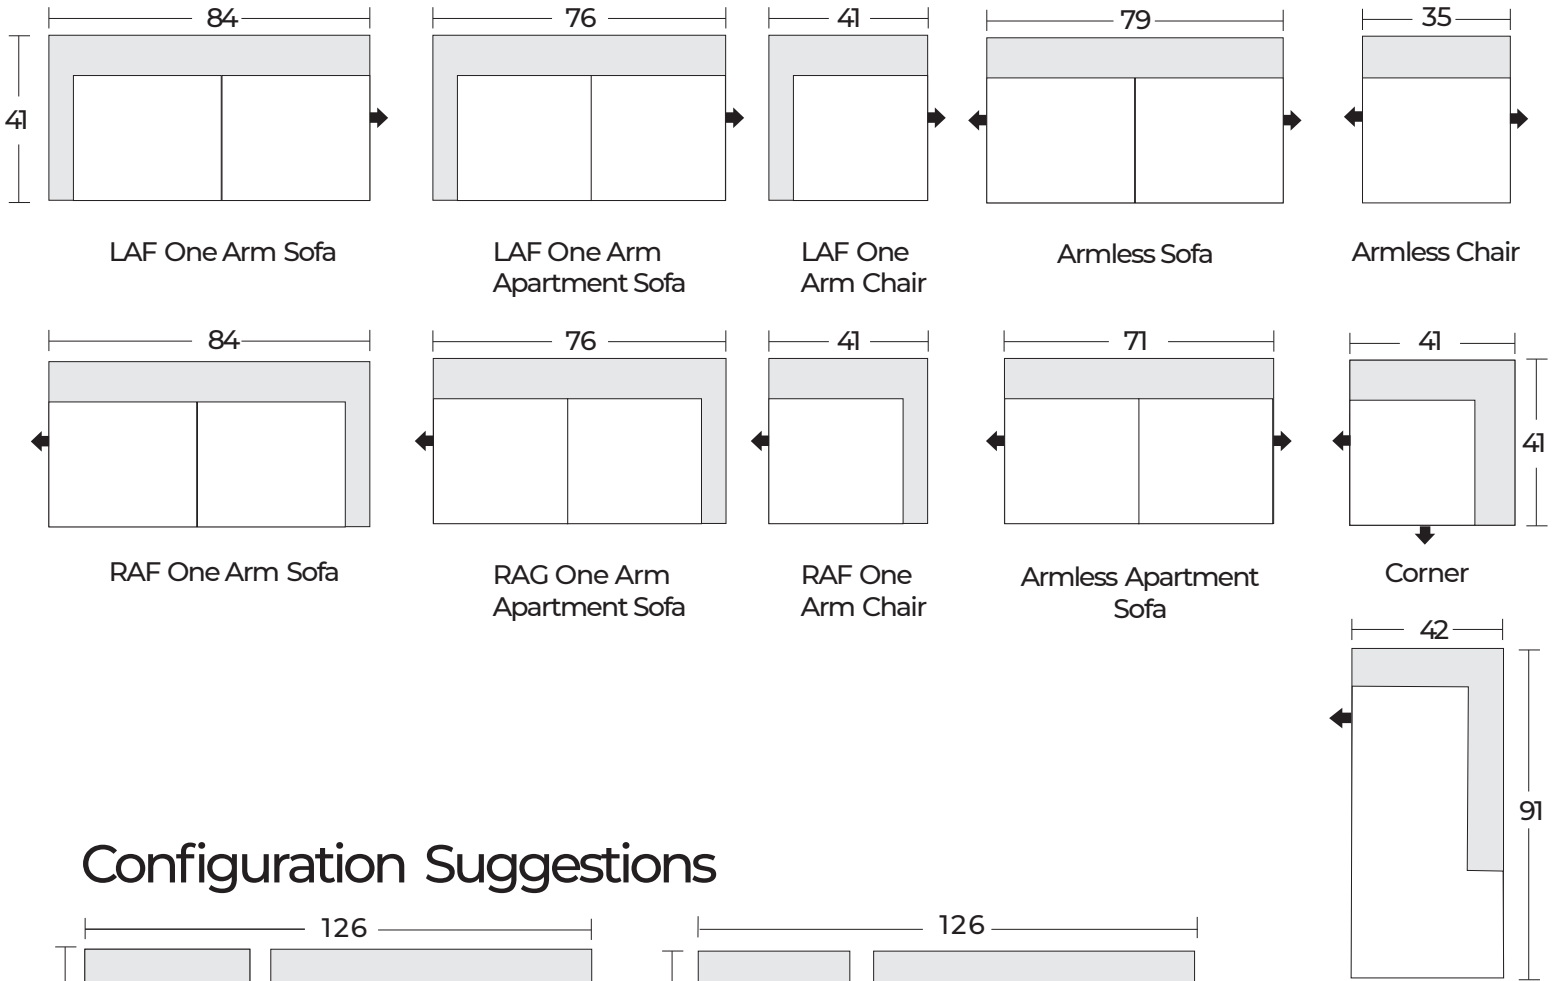 84
76
41
79
35
41
LAF One Arm Sofa
LAF One Arm
Apartment Sofa
LAF One
Arm Chair
Armless Sofa
Armless Chair
84
76
41
71
41
41
RAF One Arm Sofa
RAG One Arm
Apartment Sofa
RAF One
Arm Chair
Armless Apartment
Sofa
Corner
42
91
Configuration Suggestions
126
126